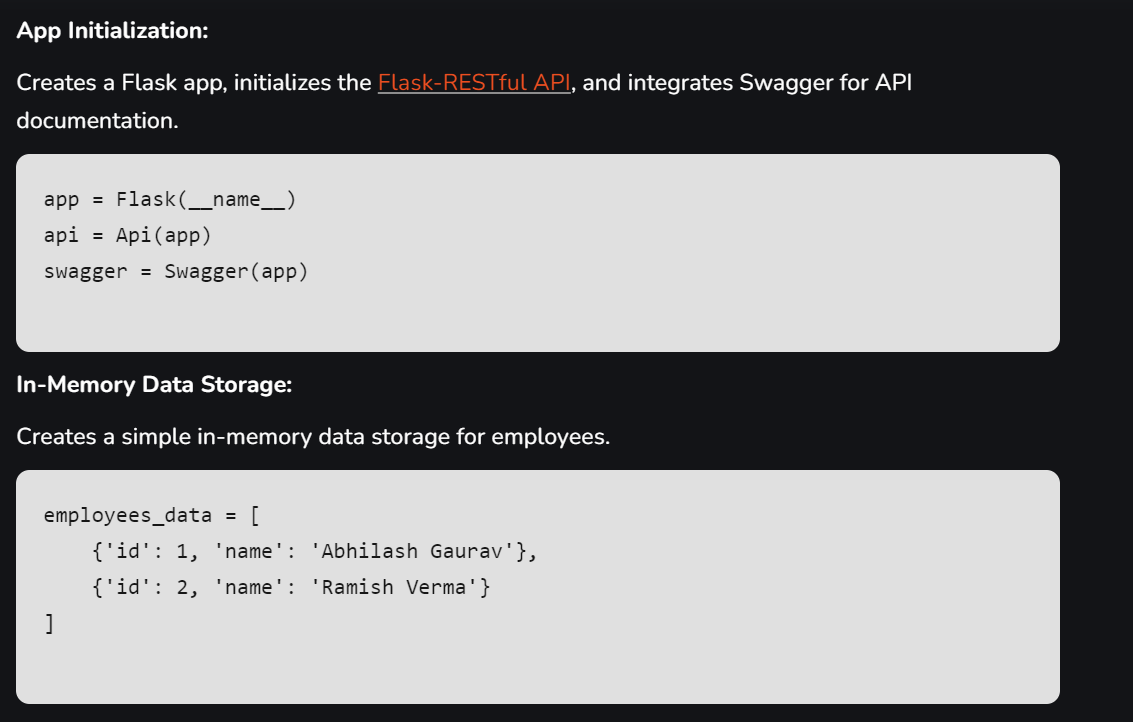 App Initialization:
Creates a Flask app, initializes the Flask-RESTful API, and integrates Swagger for API
documentation.
app = Flask(__name__)
api = Api(app)
swagger = Swagger(app)
In-Memory Data Storage:
Creates a simple in-memory data storage for employees.
employees_data = [
    {'id': 1, 'name': 'Abhilash Gaurav'},
    {'id': 2, 'name': 'Ramish Verma'}
]